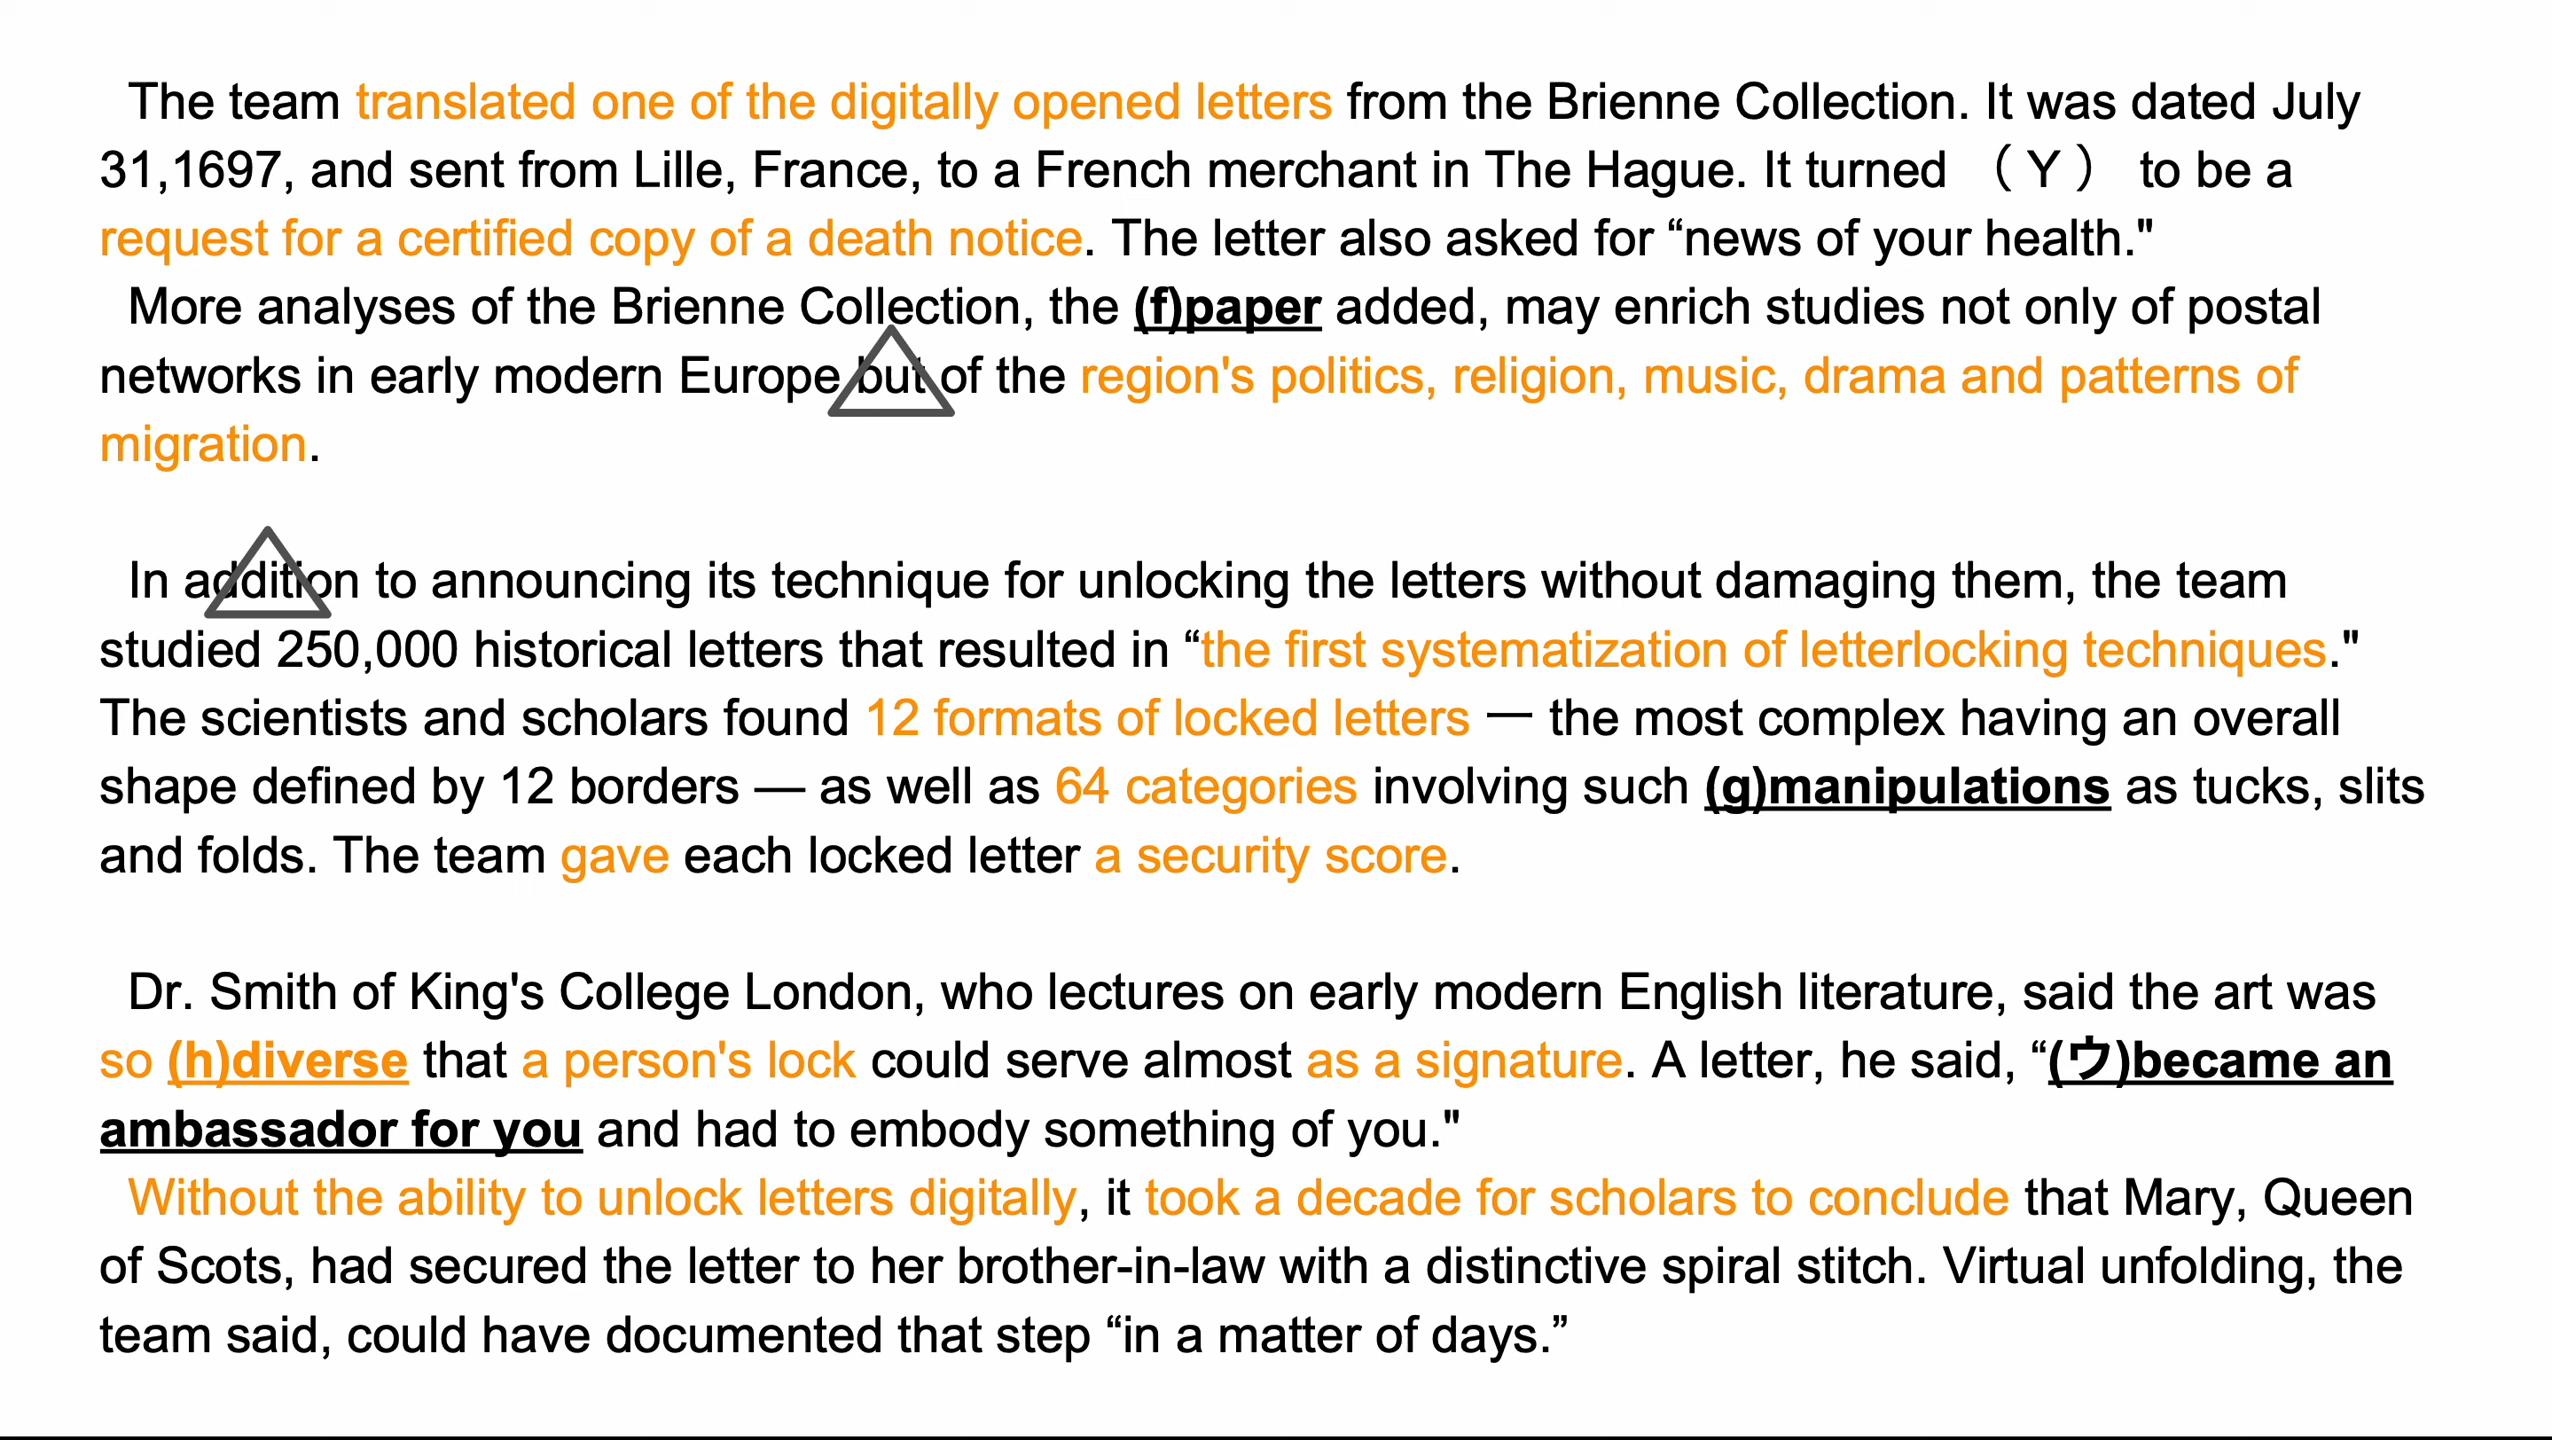 The team translated one of the digitally opened letters from the Brienne Collection. It was dated July
31,1697, and sent from Lille, France, to a French merchant in The Hague. It turned （Y） to be a
request for a certified copy of a death notice. The letter also asked for “news of your health."
More analyses of the Brienne Collection, the (f)paper added, may enrich studies not only of postal
networks in early modern Europe but of the region's politics, religion, music, drama and patterns of
migration.
In addition to announcing its technique for unlocking the letters without damaging them, the team
studied 250,000 historical letters that resulted in “the first systematization of letterlocking techniques."
The scientists and scholars found 12 formats of locked letters — the most complex having an overall
shape defined by 12 borders — as well as 64 categories involving such (g)manipulations as tucks, slits
and folds. The team gave each locked letter a security score.
Dr. Smith of King's College London, who lectures on early modern English literature, said the art was
so (h)diverse that a person's lock could serve almost as a signature. A letter, he said, “(ウ)became an
ambassador for you and had to embody something of you."
Without the ability to unlock letters digitally, it took a decade for scholars to conclude that Mary, Queen
of Scots, had secured the letter to her brother-in-law with a distinctive spiral stitch. Virtual unfolding, the
team said, could have documented that step “in a matter of days.”